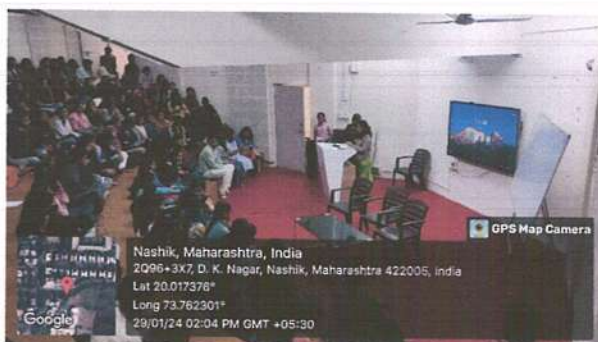 GPS Map Camera
Nashik, Maharashtra, India
2Q96+3X7, D. K. Nagar, Nashik, Maharashtra 422005, India
Lat 20.017376°
Long 73.762301°
29/01/24 02:04 PM GMT +05:30
Google